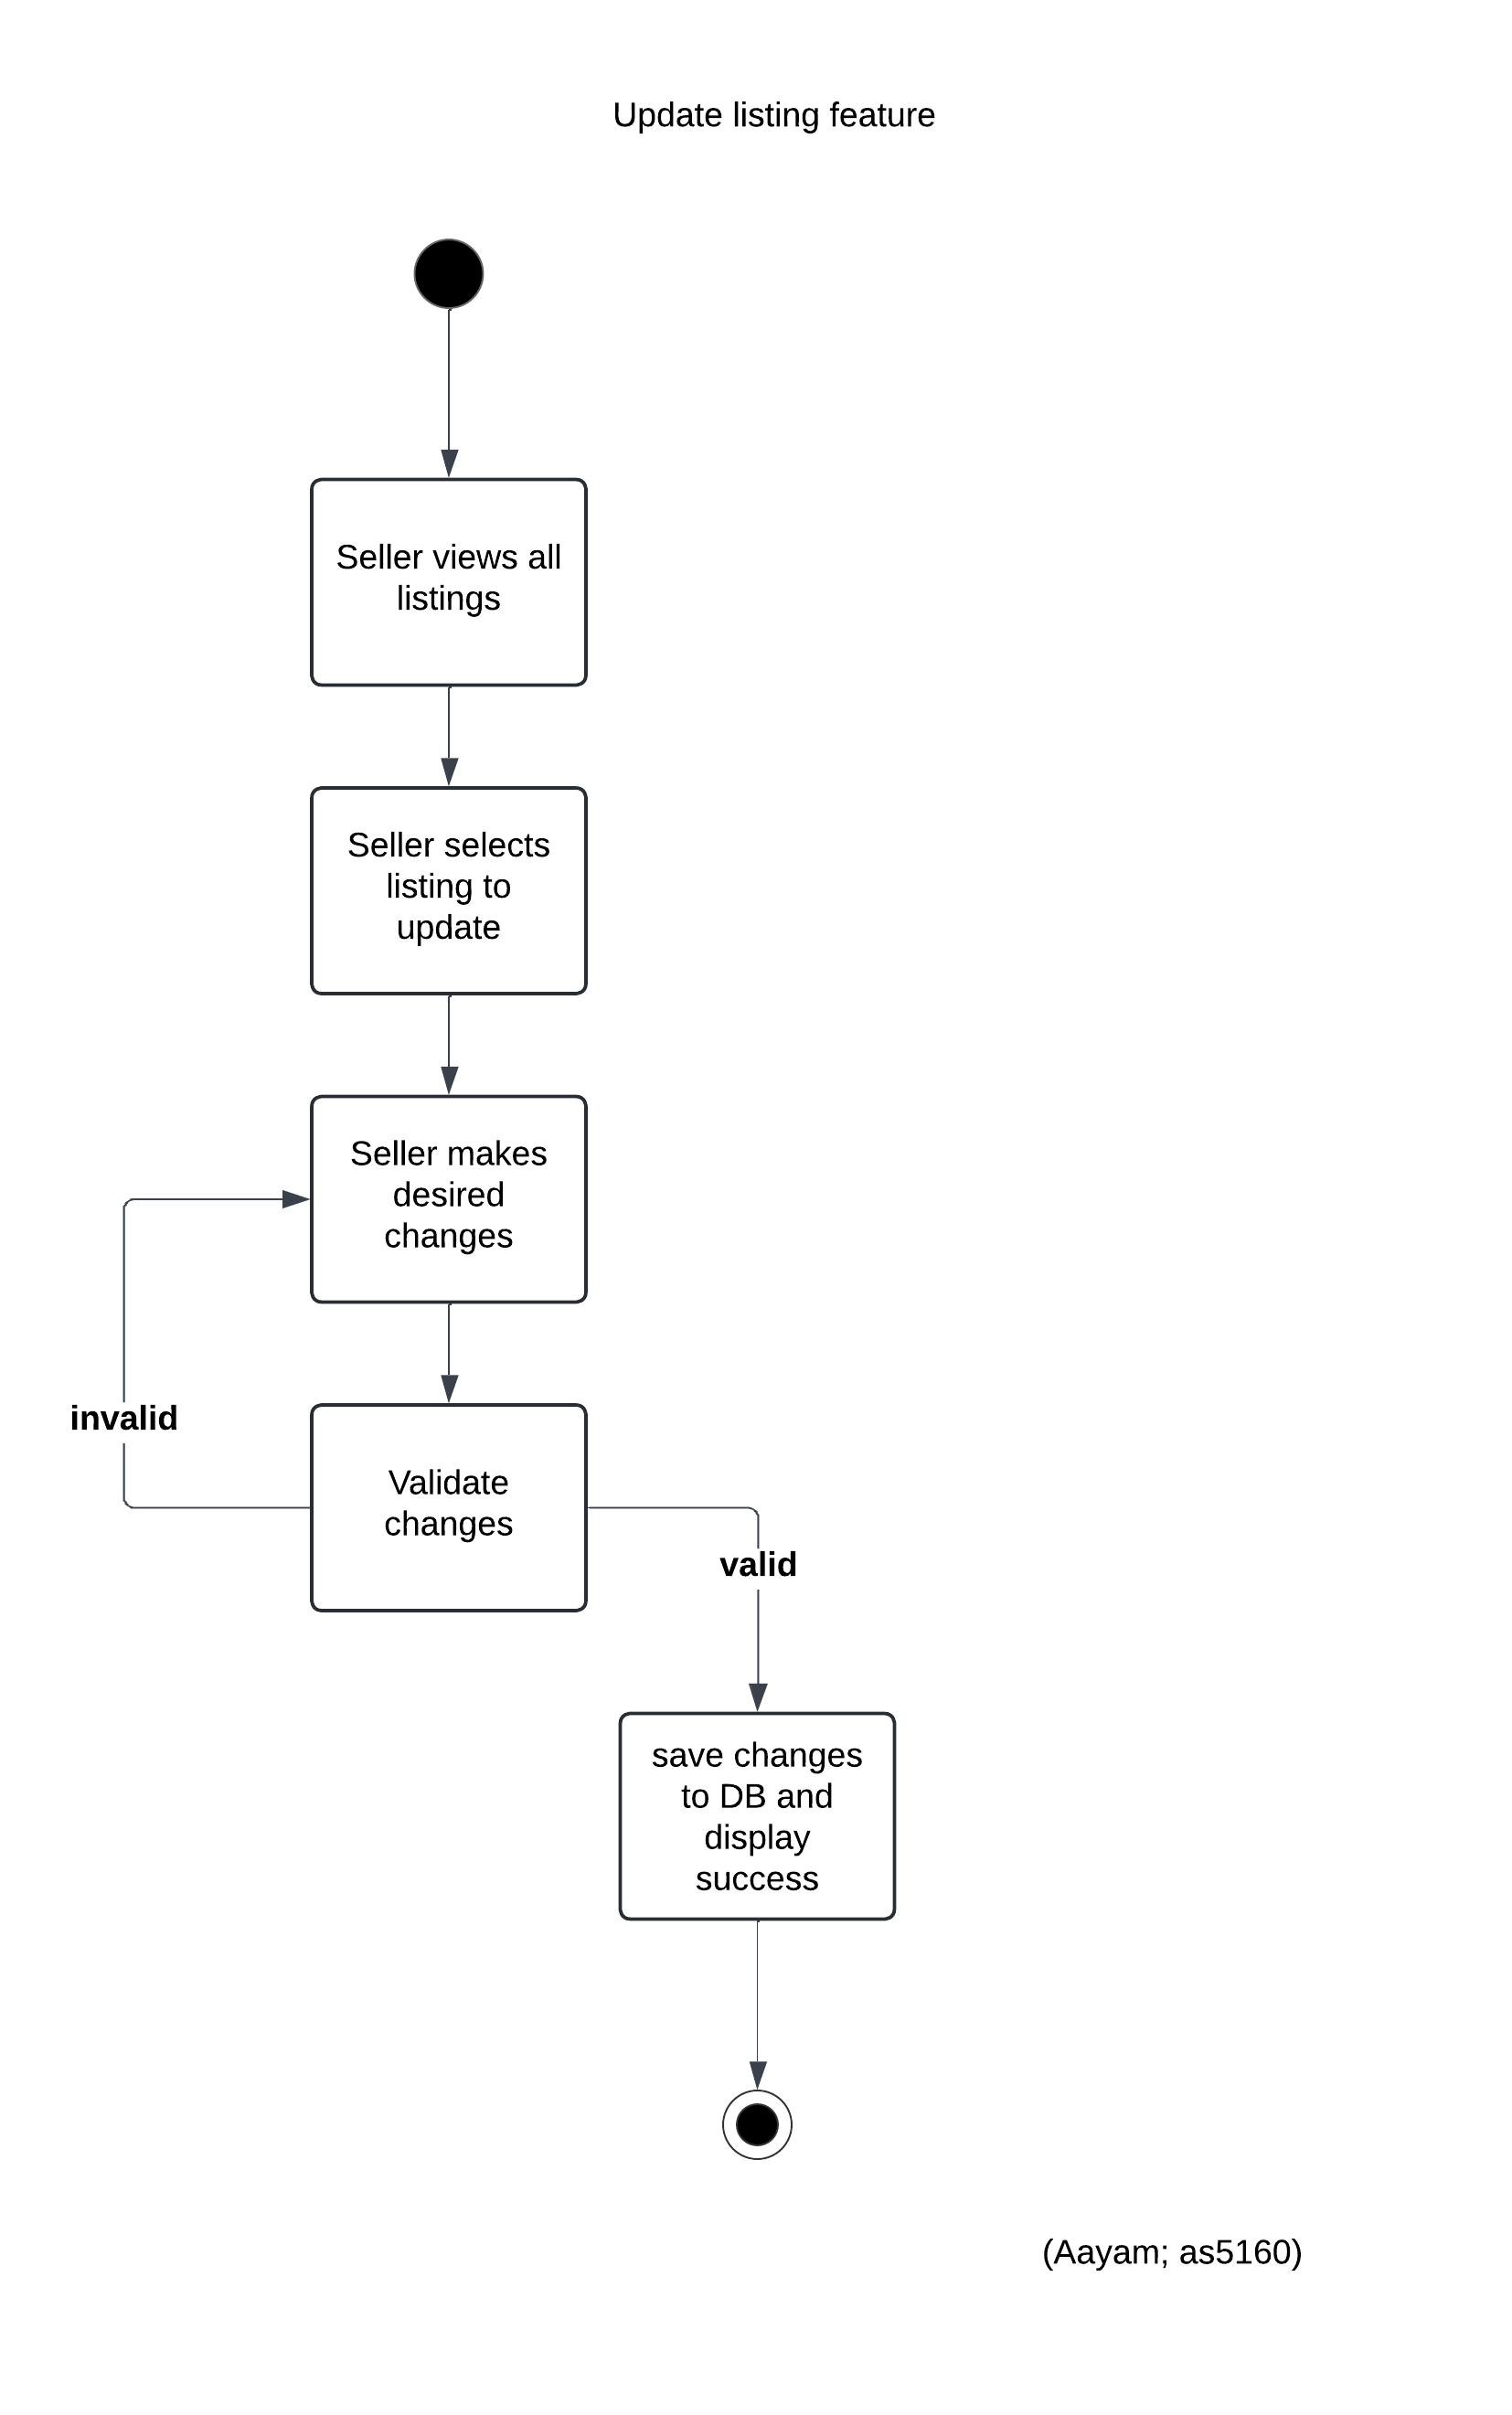 Update listing feature
Seller views all
listings
Seller selects
listing to
update
Seller makes
desired
changes
invalid
Validate
changes
valid
save changes
to DB and
display
success
(Aayam; as5160)